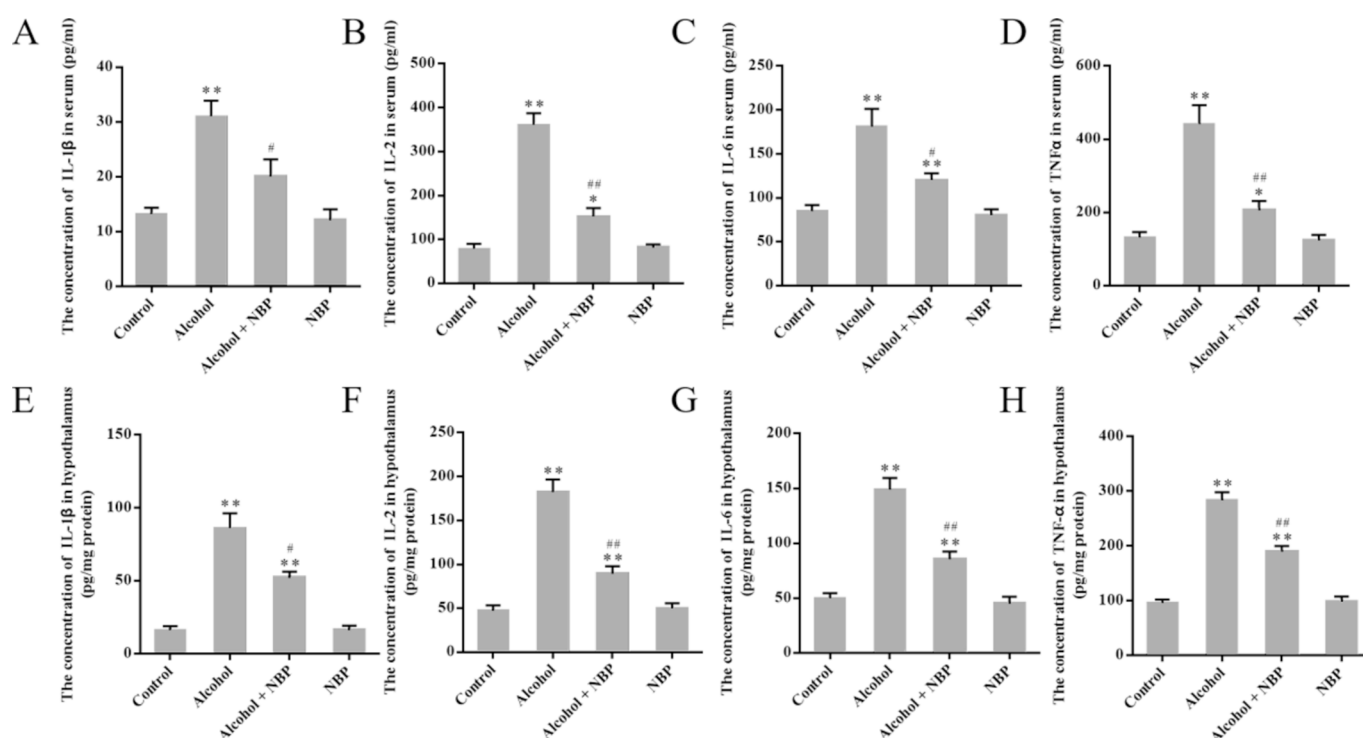 A
The concentration of IL-1β in serum (pg/ml)
40
30
20
10
0
**
#
Control
Alcohol
Alcohol + NBP
NBP
B
The concentration of IL-2 in serum (pg/ml)
500
400
300
200
100
0
**
##
*
Control
Alcohol
Alcohol + NBP
NBP
C
The concentration of IL-6 in serum (pg/ml)
250
200
150
100
50
0
**
#
**
Control
Alcohol
Alcohol + NBP
NBP
D
The concentration of TNFα in serum (pg/ml)
600
400
200
0
**
##
*
Control
Alcohol
Alcohol + NBP
NBP
E
The concentration of IL-1β in hypothalamus
(pg/mg protein)
150
100
50
0
**
#
**
Control
Alcohol
Alcohol + NBP
NBP
F
The concentration of IL-2 in hypothalamus
(pg/mg protein)
250
200
150
100
50
0
**
##
**
Control
Alcohol
Alcohol + NBP
NBP
G
The concentration of IL-6 in hypothalamus
(pg/mg protein)
200
150
100
50
0
**
##
**
Control
Alcohol
Alcohol + NBP
NBP
H
The concentration of TNF-α in hypothalamus
(pg/mg protein)
400
300
200
100
0
**
##
**
Control
Alcohol
Alcohol + NBP
NBP